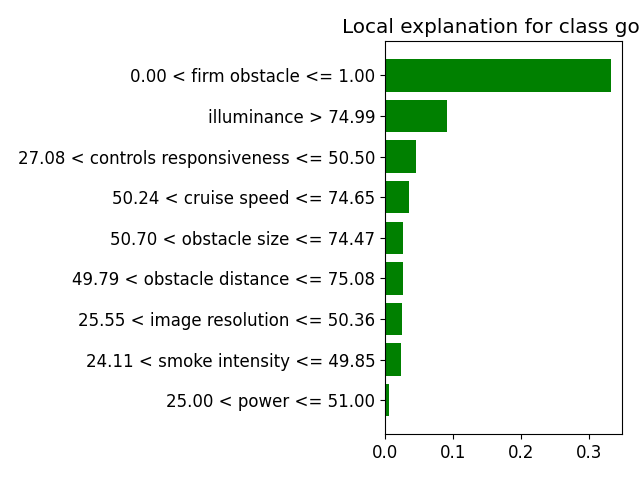 Local explanation for class go
0.00 < firm obstacle <= 1.00
illuminance > 74.99
27.08 < controls responsiveness <= 50.50
50.24 < cruise speed <= 74.65
50.70 < obstacle size <= 74.47
49.79 < obstacle distance <= 75.08
25.55 < image resolution <= 50.36
24.11 < smoke intensity <= 49.85
25.00 < power <= 51.00
0.0 0.1 0.2 0.3